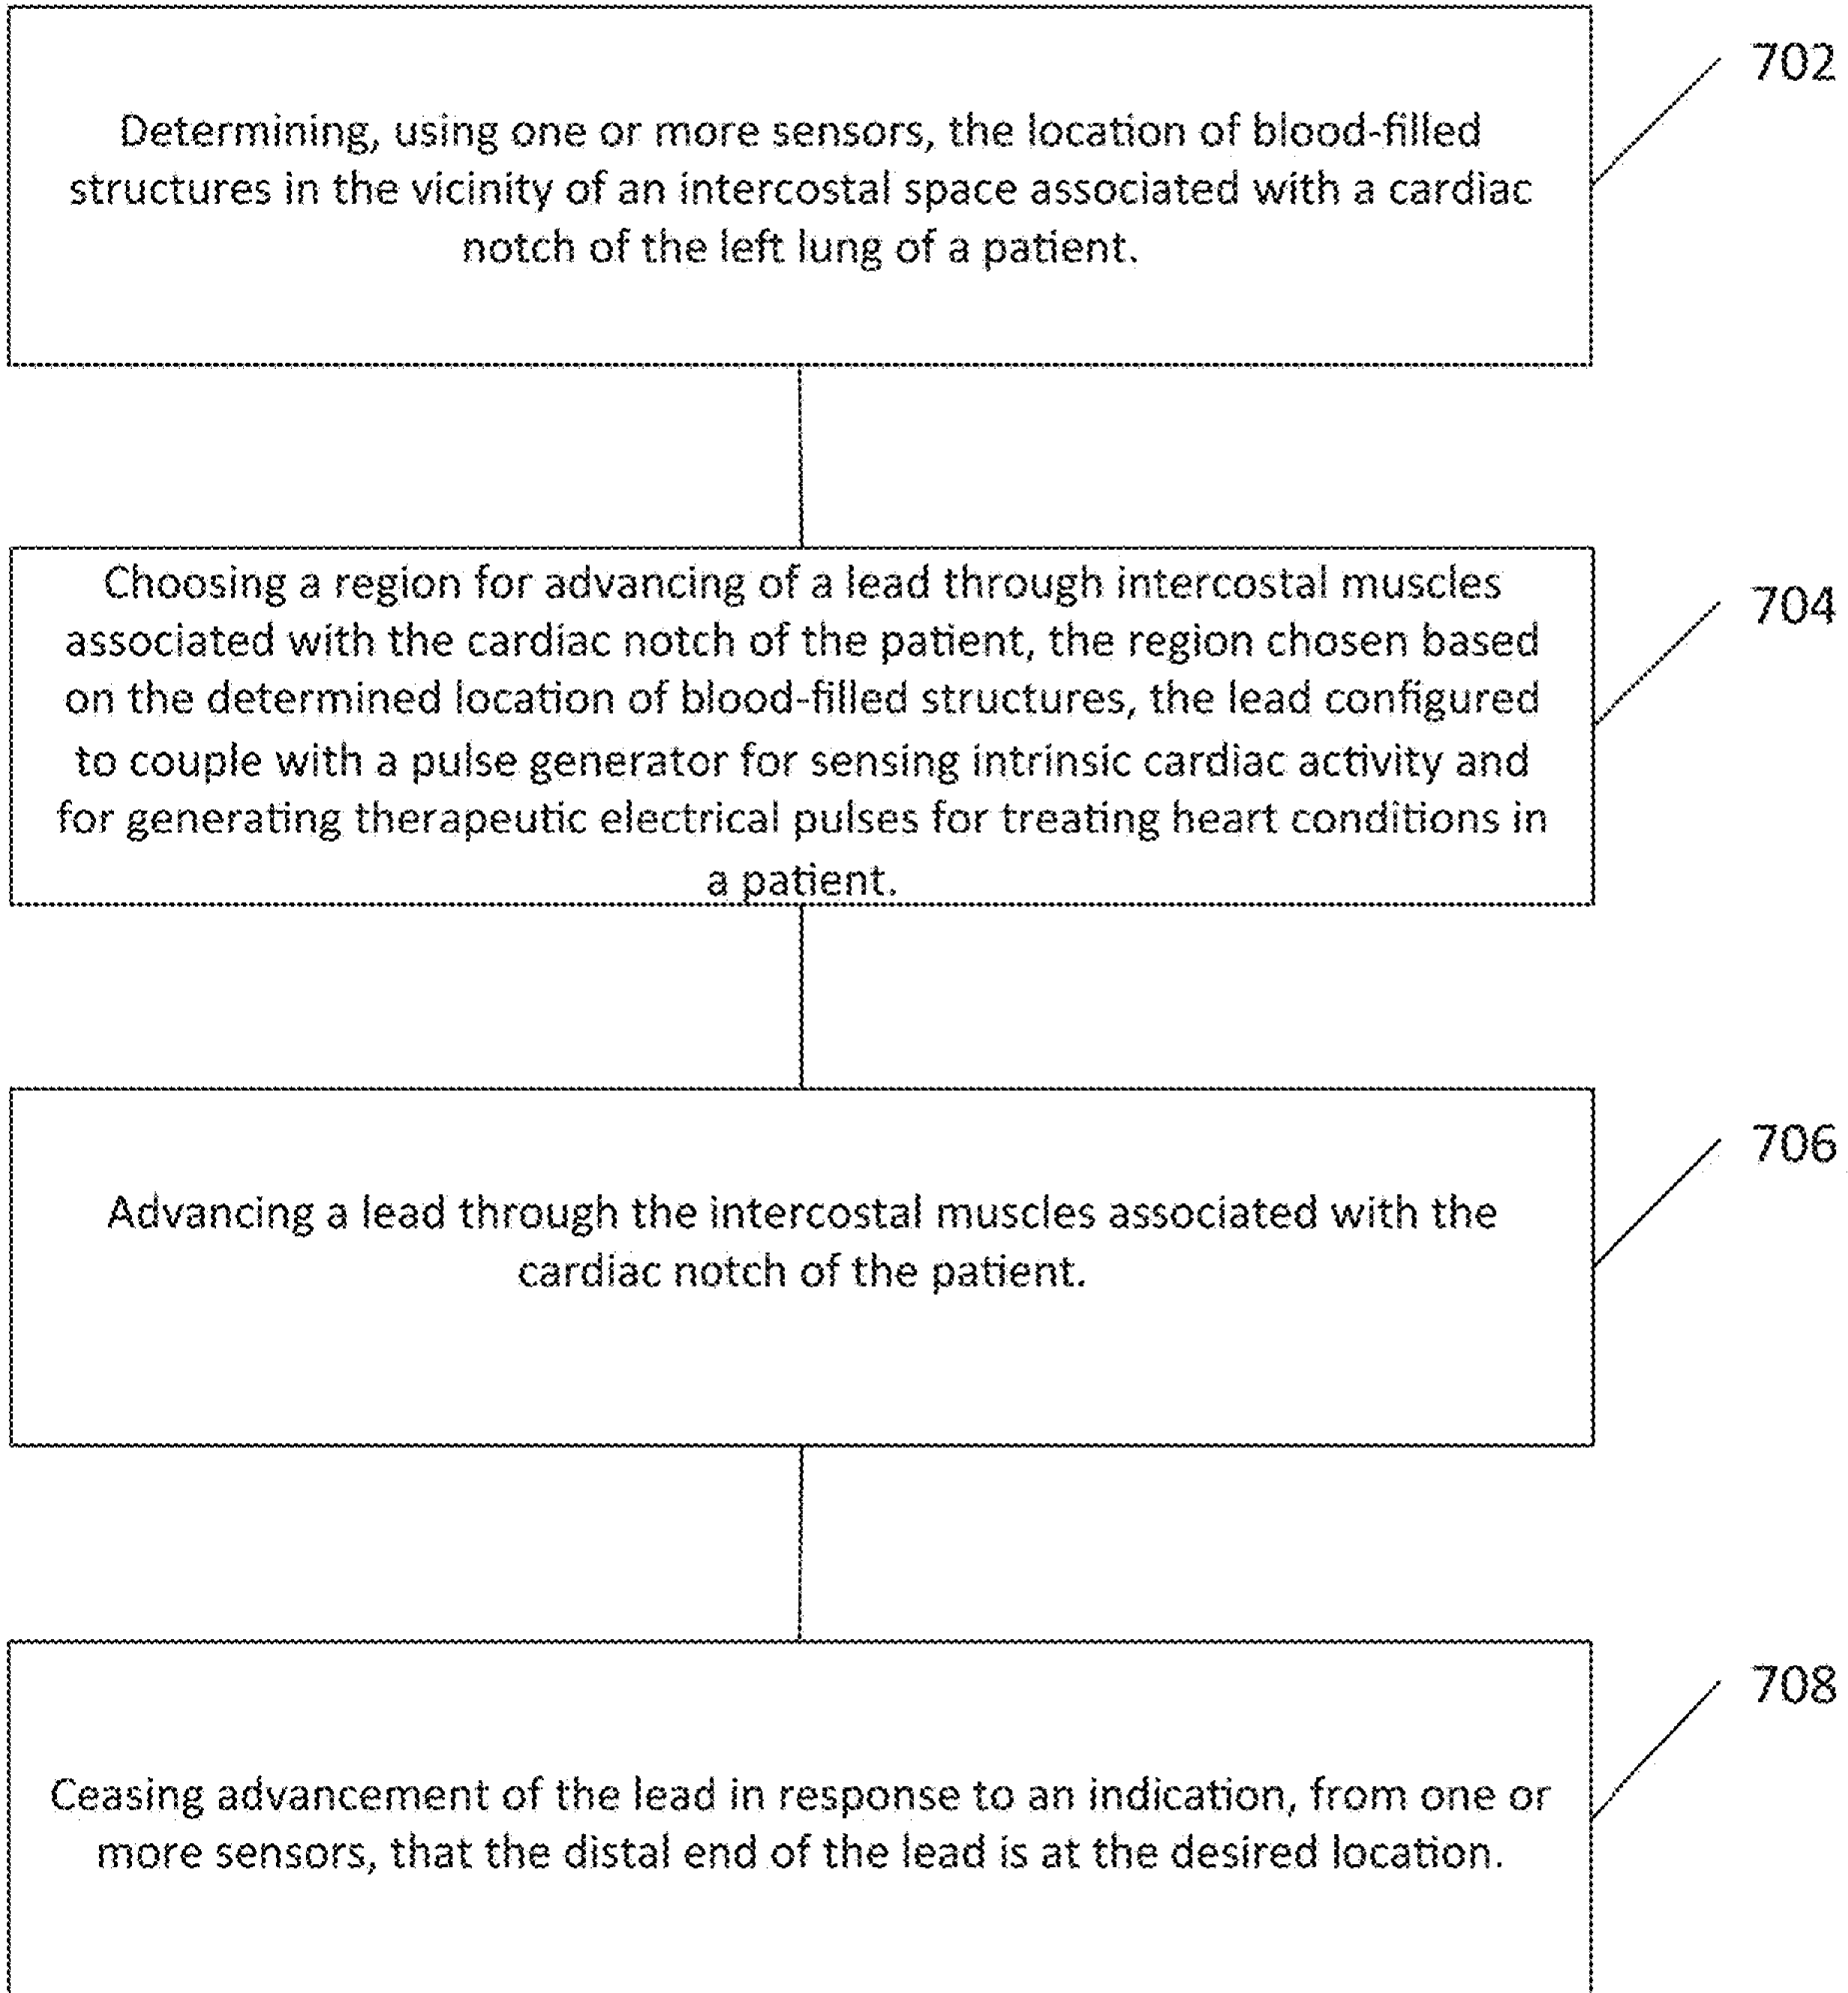 702
Determining, using one or more sensors, the location of blood-filled
structures in the vicinity of an intercostal space associated with a cardiac
notch of the left lung of a patient.
704
Choosing a region for advancing of a lead through intercostal muscles
associated with the cardiac notch of the patient, the region chosen based
on the determined location of blood-filled structures, the lead configured
to couple with a pulse generator for sensing intrinsic cardiac activity and
for generating therapeutic electrical pulses for treating heart conditions in
a patient.
706
Advancing a lead through the intercostal muscles associated with the
cardiac notch of the patient.
708
Ceasing advancement of the lead in response to an indication, from one or
more sensors, that the distal end of the lead is at the desired location.